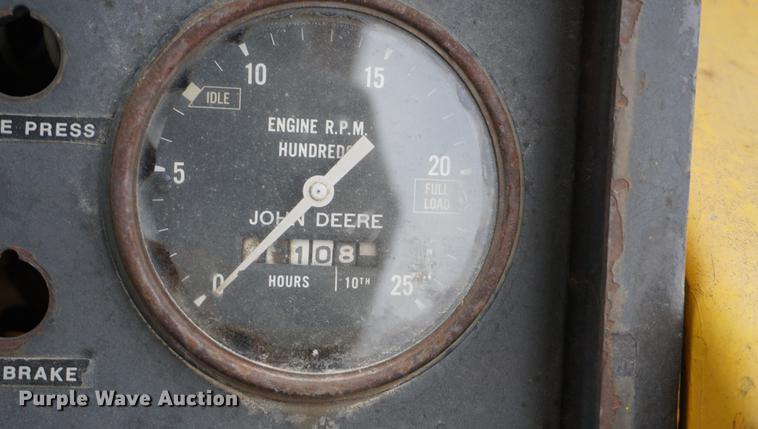 10
15
IDLE
ENGINE R.P.M.
HUNDREDS
E PRESS
5
20
FULL
LOAD
JOHN DEERE
108
0
HOURS
10TH
25
BRAKE
Purple Wave Auction